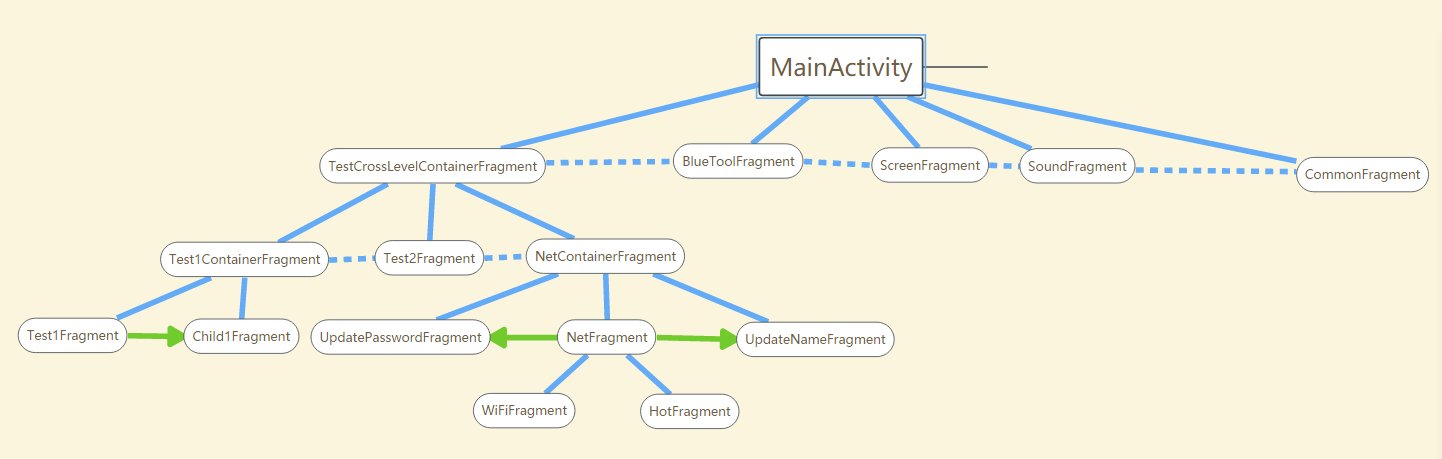 MainActivity
TestCrossLevelContainerFragment
BlueToolFragment
ScreenFragment
SoundFragment
CommonFragment
Test1ContainerFragment
Test2Fragment
NetContainerFragment
Test1Fragment
Child1Fragment
UpdatePasswordFragment
NetFragment
UpdateNameFragment
WiFiFragment
HotFragment